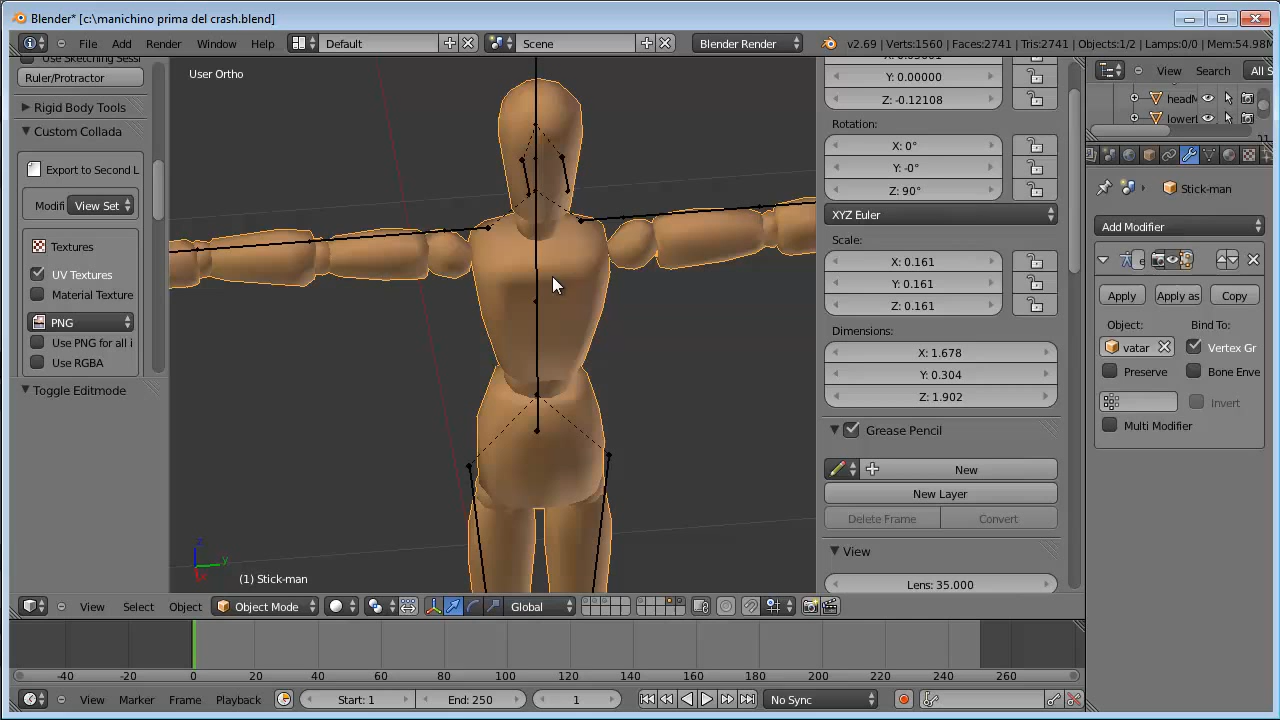 Blender* [c:\manichino prima del crash.blend]
File Add Render Window Help Default Scene Blender Render v2.69 | Verts:1560 | Faces:2741 | Tris:2741 | Objects:1/2 | Lamps:0/0 | Mem:54.98M
Use Sketching Sessi
Ruler/Protractor
Rigid Body Tools
Custom Collada
Export to Second L
Modifi View Set
Textures
UV Textures
Material Texture
PNG
Use PNG for all i
Use RGBA
Toggle Editmode
User Ortho
z
y
x
(1) Stick-man
Y: 0.00000
Z: -0.12108
Rotation:
X: 0°
Y: -0°
Z: 90°
XYZ Euler
Scale:
X: 0.161
Y: 0.161
Z: 0.161
Dimensions:
X: 1.678
Y: 0.304
Z: 1.902
Grease Pencil
New
New Layer
Delete Frame Convert
View
Lens: 35.000
View Search All S
headM
lowert
Stick-man
Add Modifier
Apply Apply as Copy
Object: Bind To:
vatar Vertex Gr
Preserve Bone Enve
Invert
Multi Modifier
View Select Object Object Mode Global
-40 -20 0 20 40 60 80 100 120 140 160 180 200 220 240 260
View Marker Frame Playback Start: 1 End: 250 1 No Sync